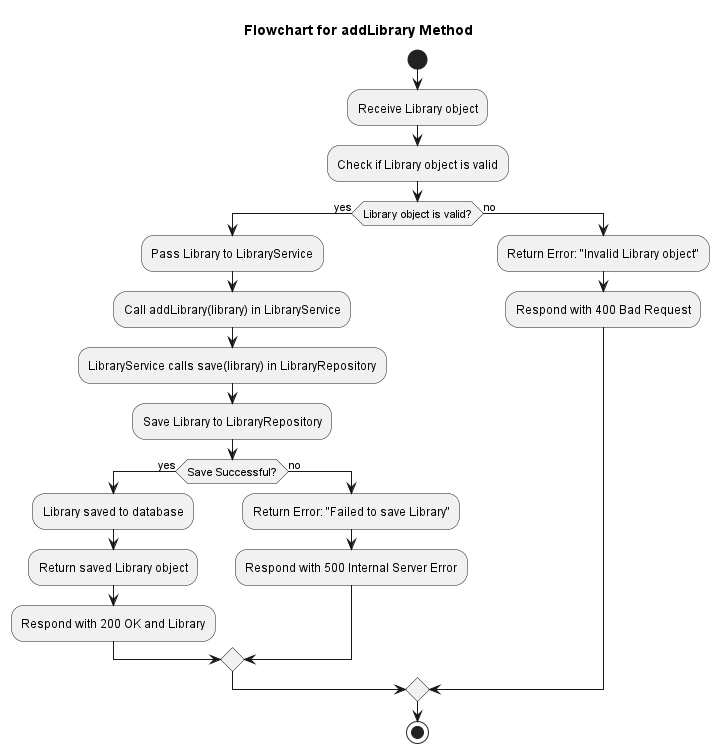 Flowchart for addLibrary Method
Receive Library object
Check if Library object is valid
yes
Library object is valid?
no
Pass Library to LibraryService
Return Error: "Invalid Library object"
Call addLibrary(library) in LibraryService
Respond with 400 Bad Request
LibraryService calls save(library) in LibraryRepository
Save Library to LibraryRepository
yes
Save Successful?
no
Library saved to database
Return Error: "Failed to save Library"
Return saved Library object
Respond with 500 Internal Server Error
Respond with 200 OK and Library